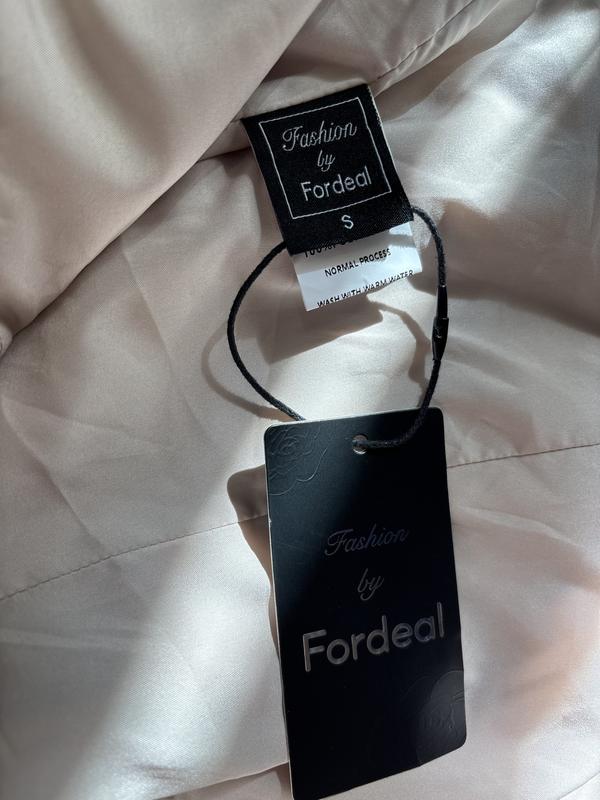 Fashion
by
Fordeal
S
NORMAL PROCESS
WASH WITH WARM WATER
Fashion
by
Fordeal